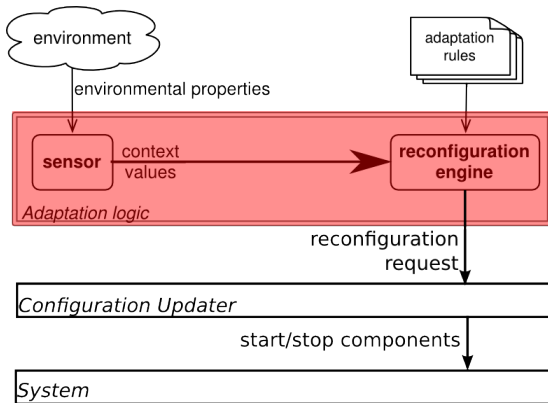 environment
adaptation
rules
environmental properties
sensor
context
values
reconfiguration
engine
Adaptation logic
reconfiguration
request
Configuration Updater
start/stop components
System